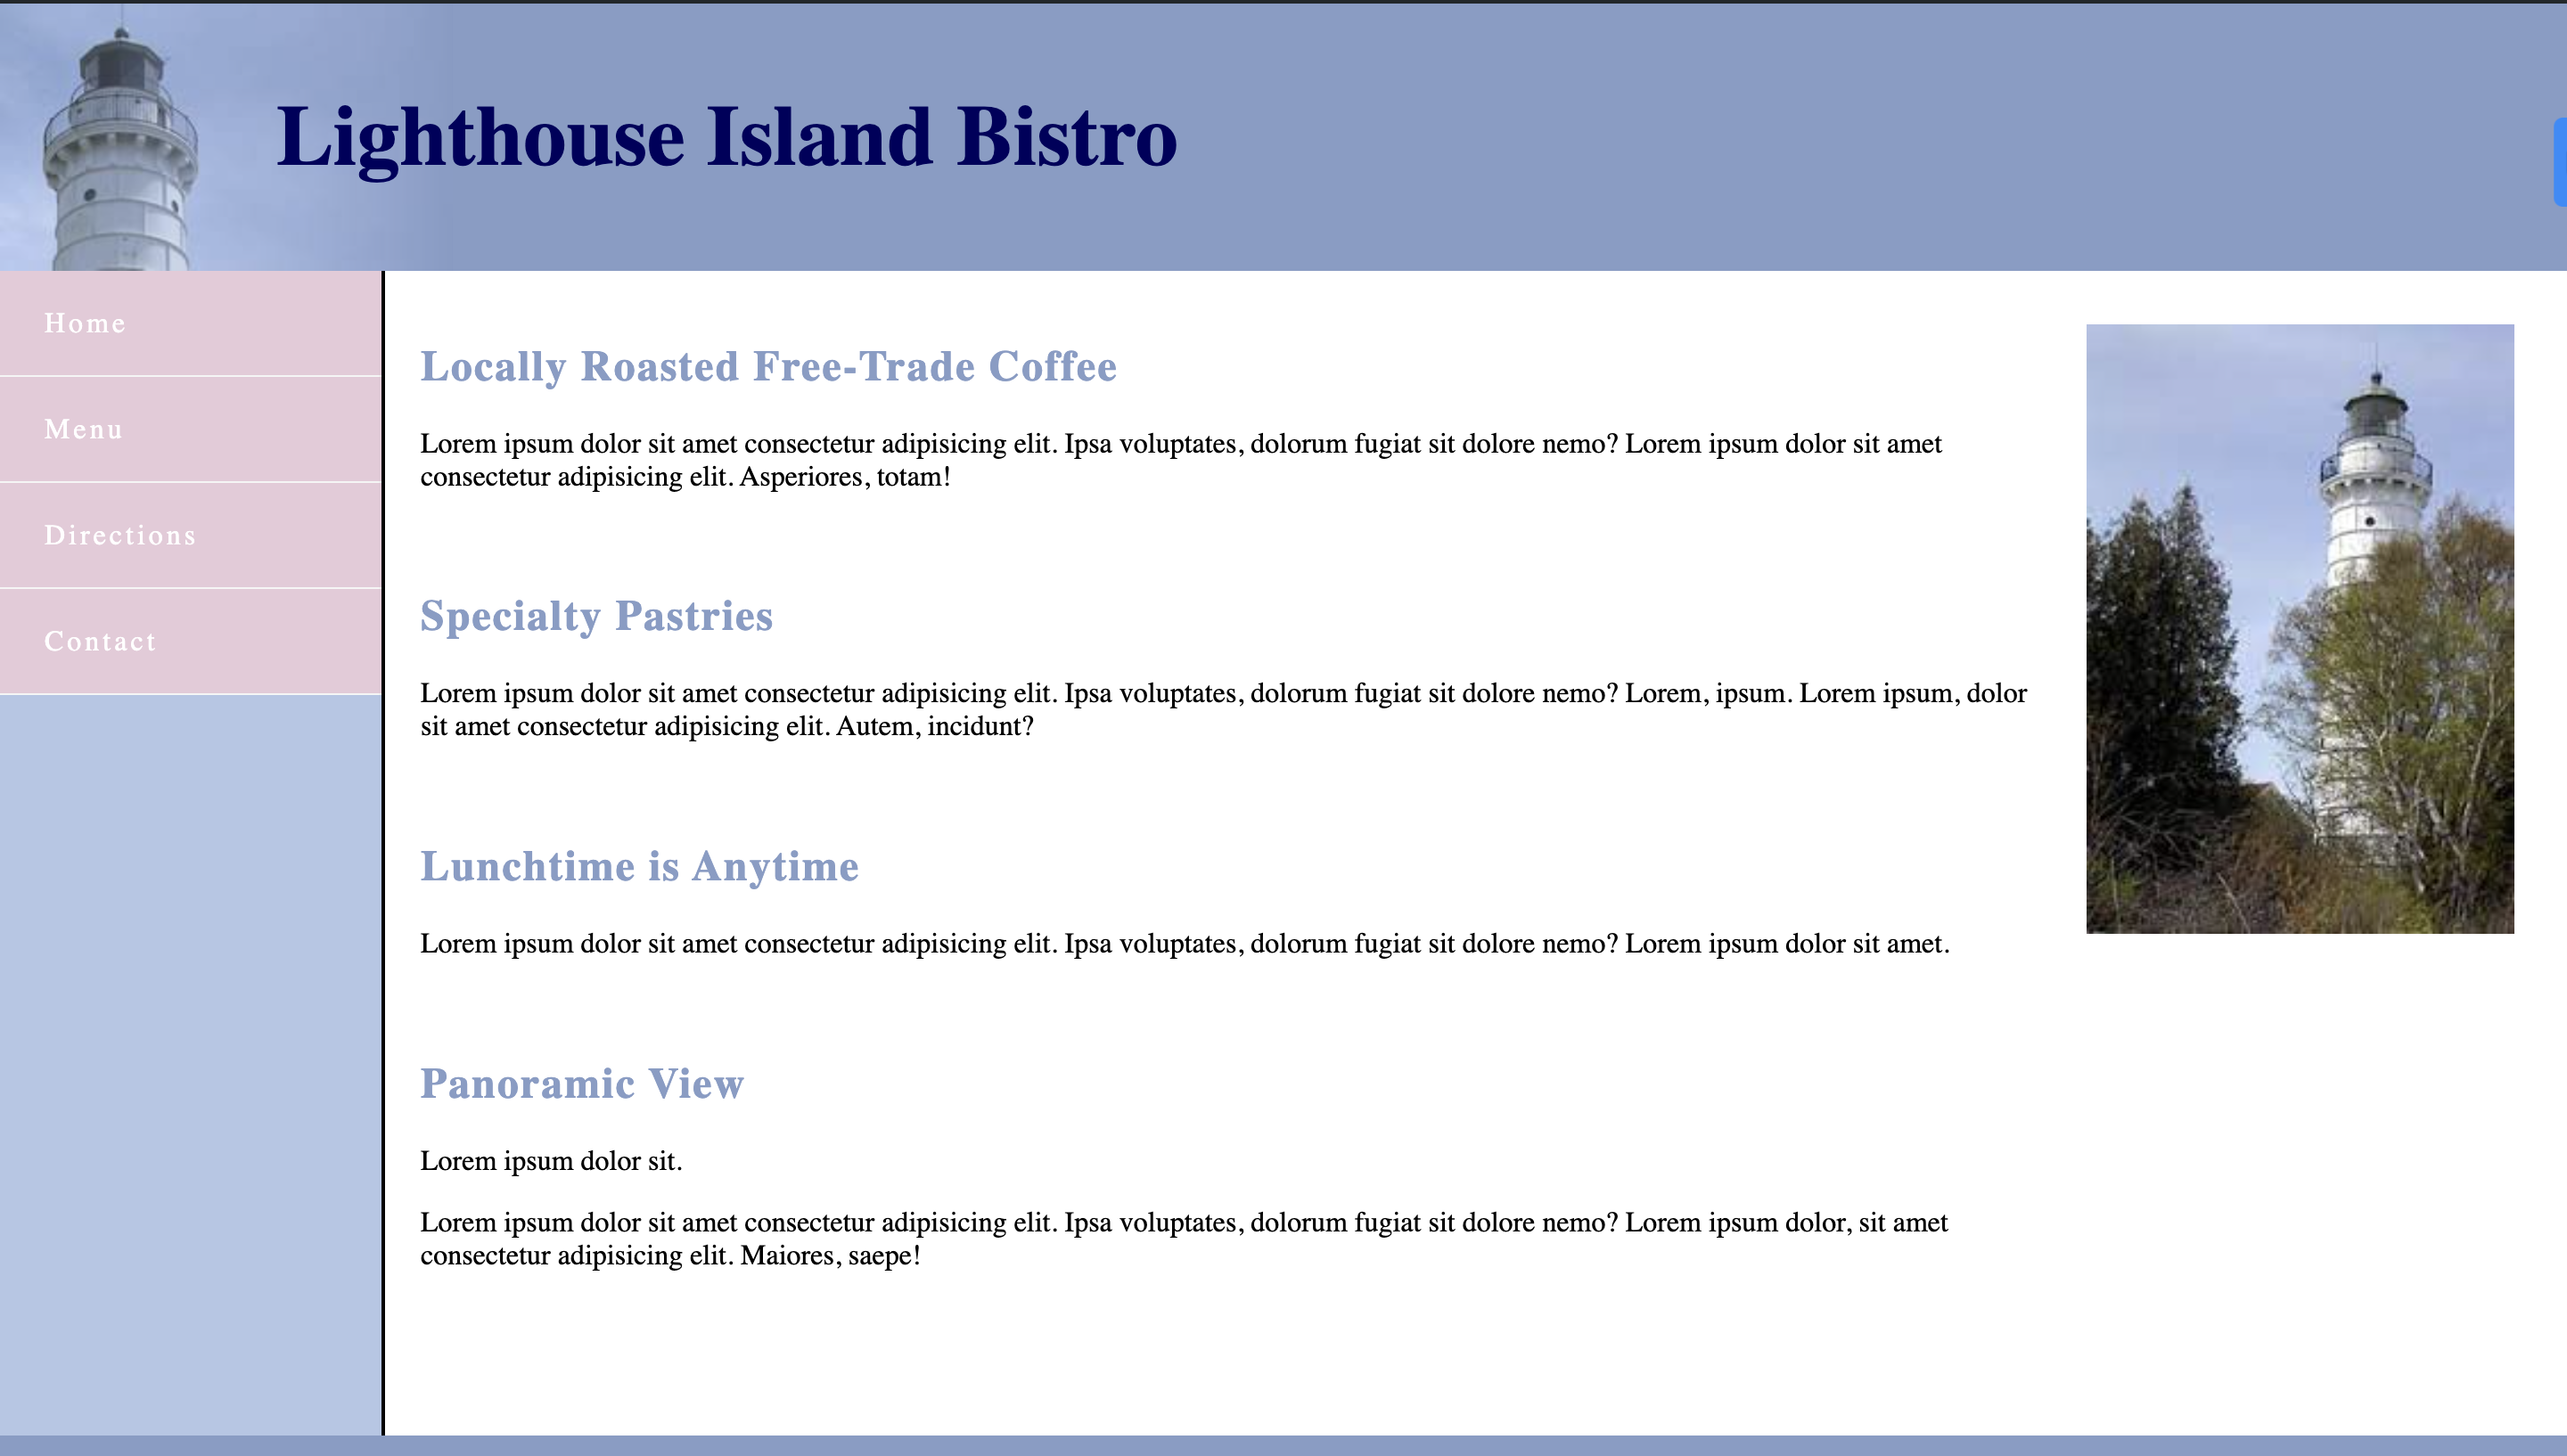 Lighthouse Island Bistro
Home
Menu
Directions
Contact
Locally Roasted Free-Trade Coffee
Lorem ipsum dolor sit amet consectetur adipisicing elit. Ipsa voluptates, dolorum fugiat sit dolore nemo? Lorem ipsum dolor sit amet
consectetur adipisicing elit. Asperiores, totam!
Specialty Pastries
Lorem ipsum dolor sit amet consectetur adipisicing elit. Ipsa voluptates, dolorum fugiat sit dolore nemo? Lorem, ipsum. Lorem ipsum, dolor
sit amet consectetur adipisicing elit. Autem, incidunt?
Lunchtime is Anytime
Lorem ipsum dolor sit amet consectetur adipisicing elit. Ipsa voluptates, dolorum fugiat sit dolore nemo? Lorem ipsum dolor sit amet.
Panoramic View
Lorem ipsum dolor sit.
Lorem ipsum dolor sit amet consectetur adipisicing elit. Ipsa voluptates, dolorum fugiat sit dolore nemo? Lorem ipsum dolor, sit amet
consectetur adipisicing elit. Maiores, saepe!